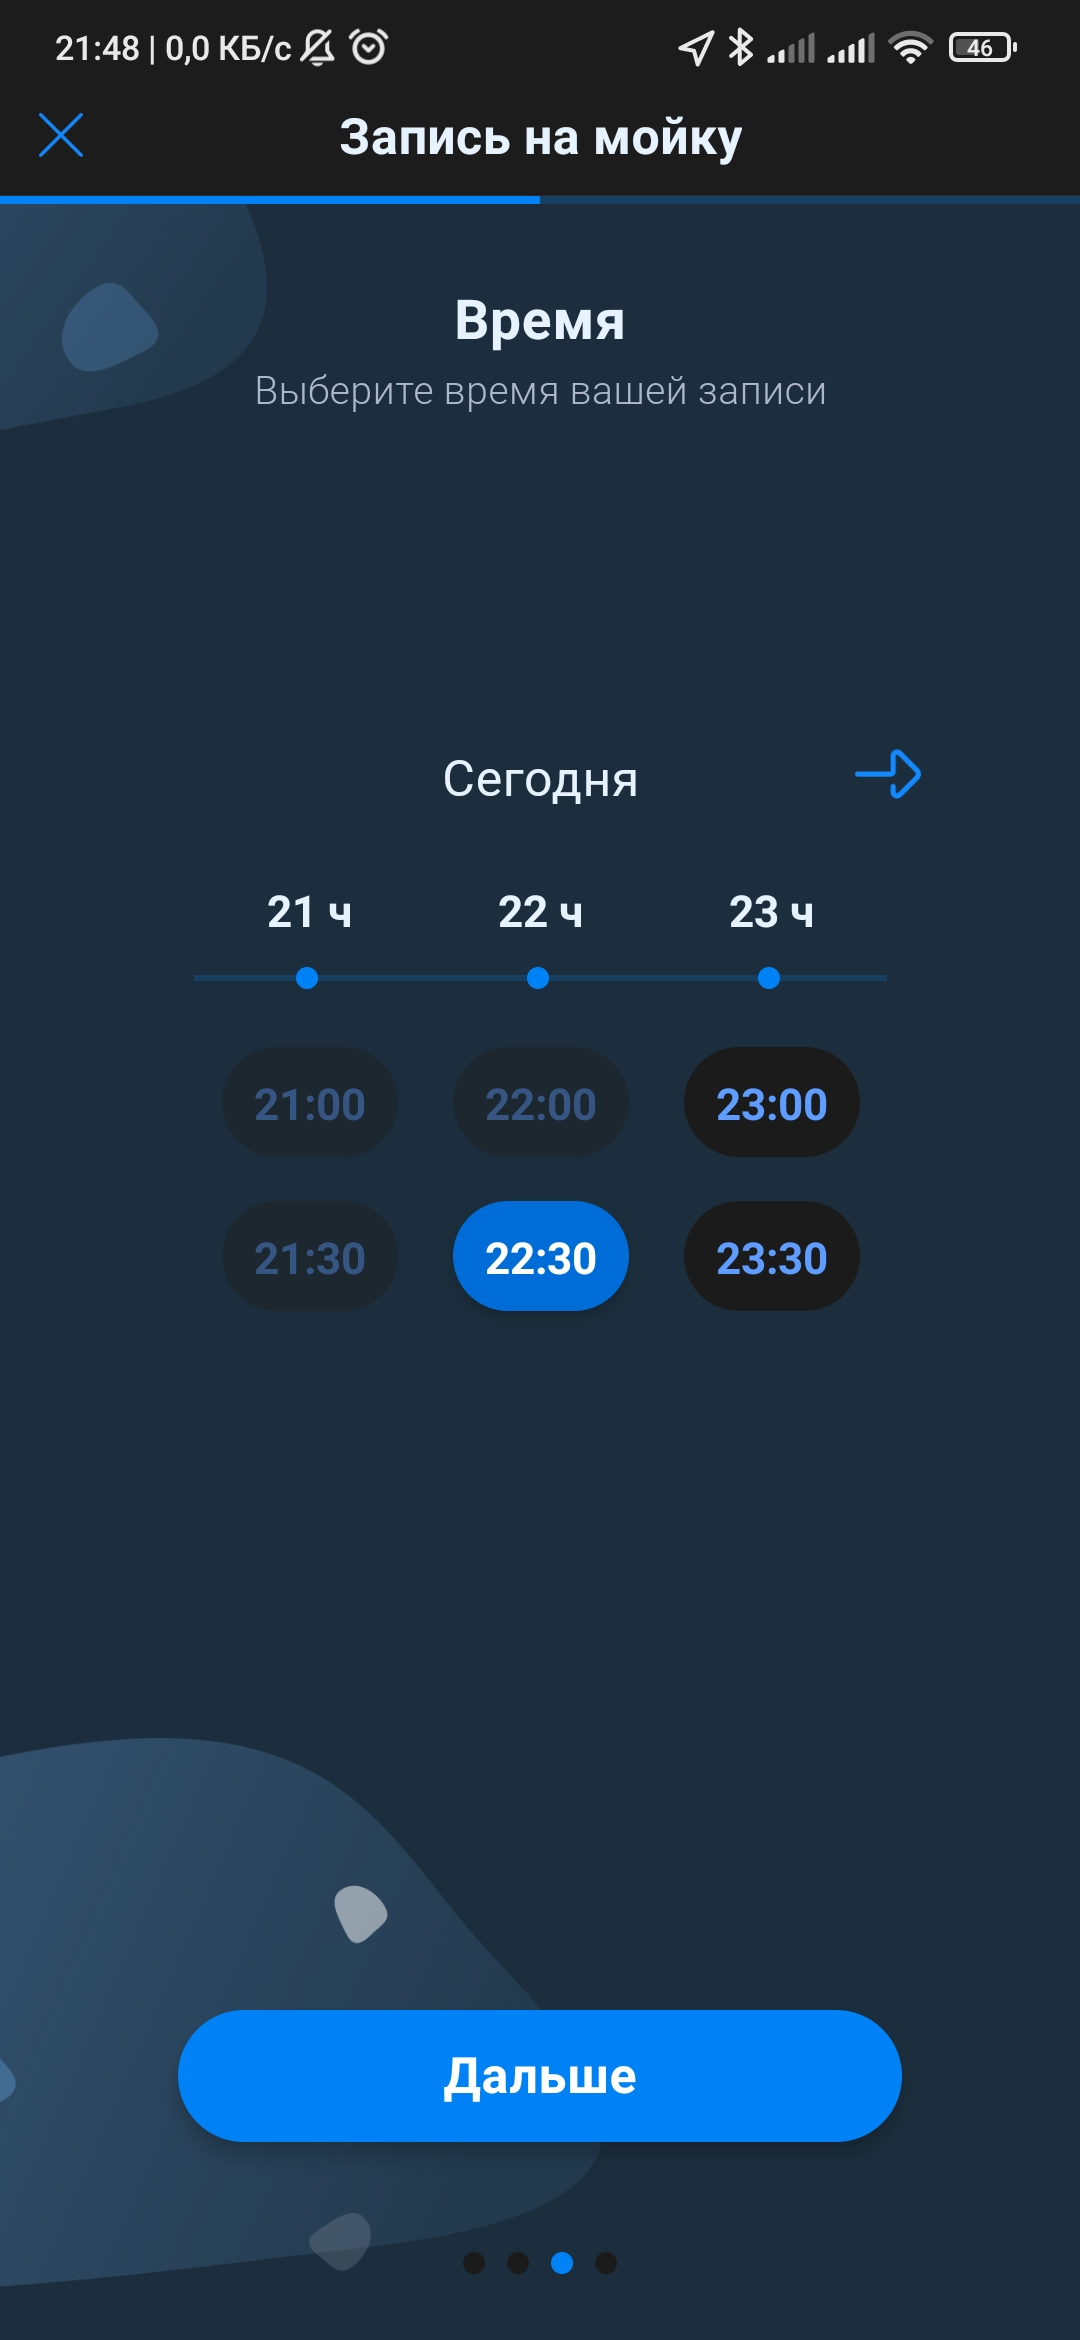 21:48 | 0,0 КБ/с 46
Запись на мойку
Время
Выберите время вашей записи
Сегодня
21 ч 22 ч 23 ч
21:00 22:00 23:00
21:30 22:30 23:30
Дальше